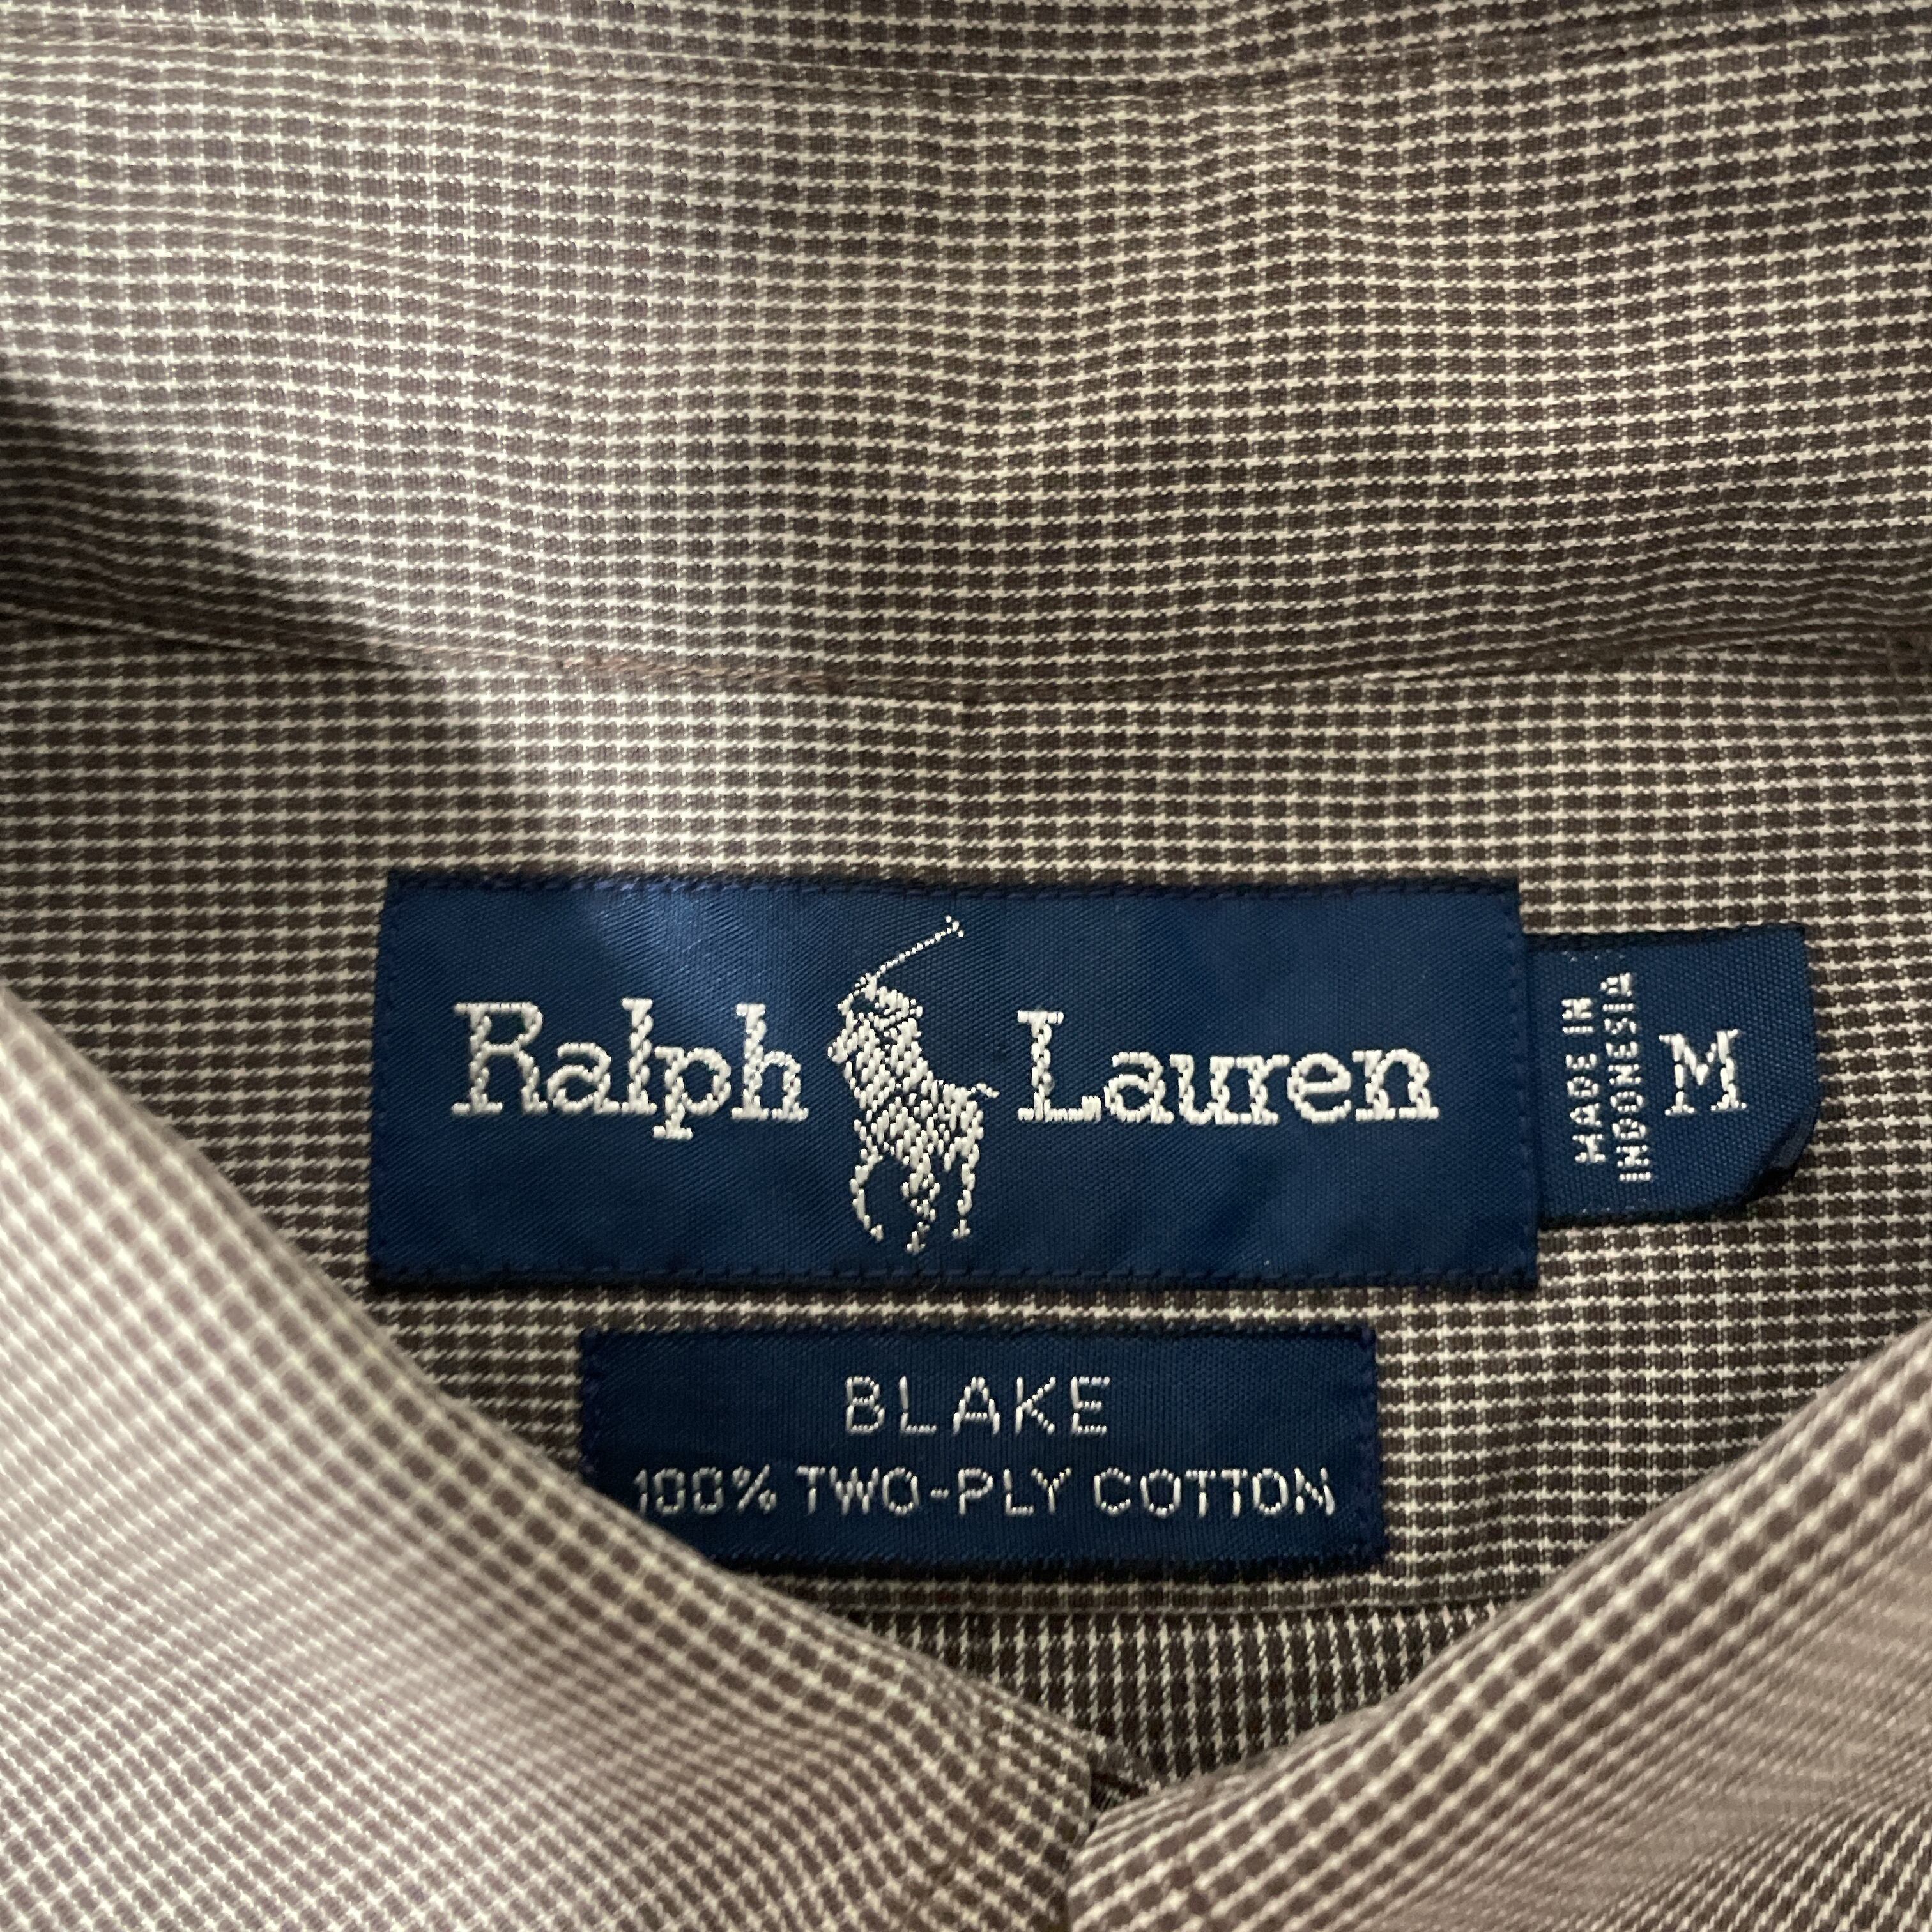 Ralph Lauren
MADE IN
INDONESIA
M
BLAKE
100% TWO-PLY COTTON